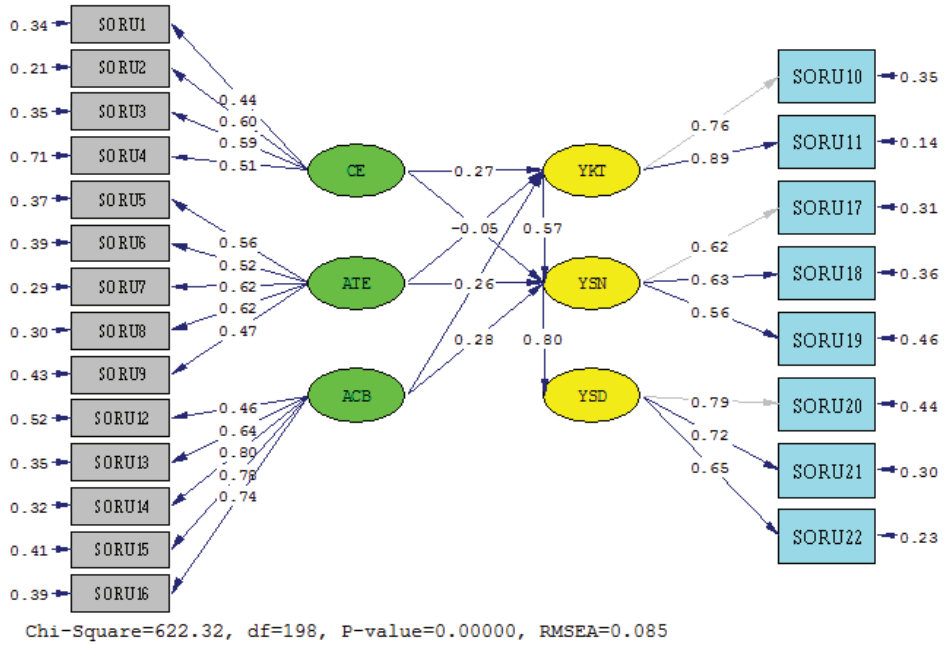 0.34 SORU1
0.21 SORU2
0.35 SORU3
0.71 SORU4
0.37 SORU5
0.39 SORU6
0.29 SORU7
0.30 SORU8
0.43 SORU9
0.52 SORU12
0.35 SORU13
0.32 SORU14
0.41 SORU15
0.39 SORU16
0.44
0.60
0.59
0.51
0.56
0.52
0.62
0.62
0.47
0.46
0.64
0.80
0.78
0.74
CE
ATE
ACB
0.27
-0.05
0.26
0.28
0.57
0.80
YKT
YSN
YSD
0.76
0.89
0.62
0.63
0.56
0.79
0.72
0.65
SORU10 0.35
SORU11 0.14
SORU17 0.31
SORU18 0.36
SORU19 0.46
SORU20 0.44
SORU21 0.30
SORU22 0.23
Chi-Square=622.32, df=198, P-value=0.00000, RMSEA=0.085